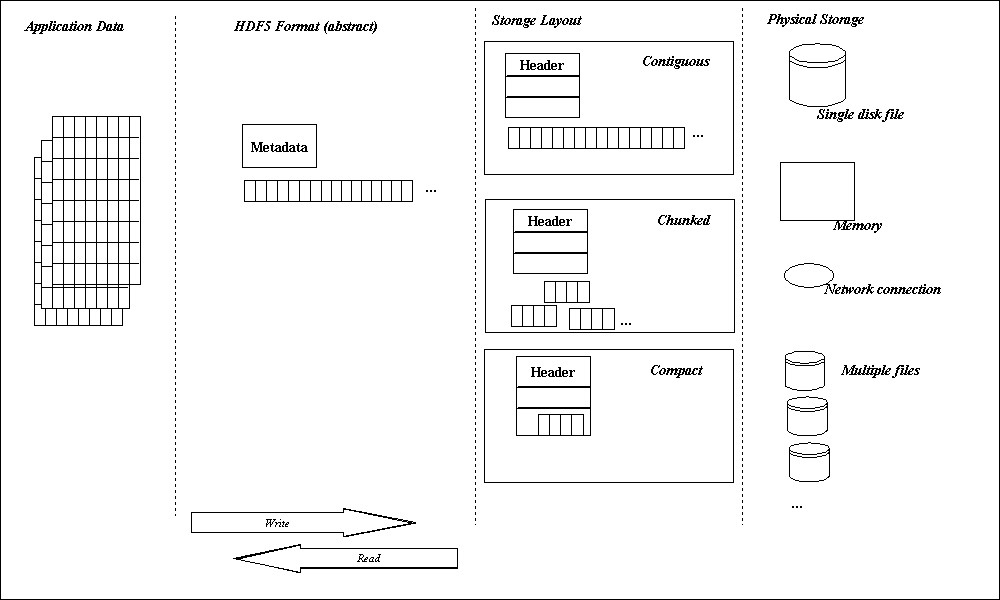 Application Data
HDF5 Format (abstract)
Storage Layout
Physical Storage
Metadata
...
Header
Contiguous
...
Header
Chunked
...
Header
Compact
Single disk file
Memory
Network connection
Multiple files
...
Write
Read